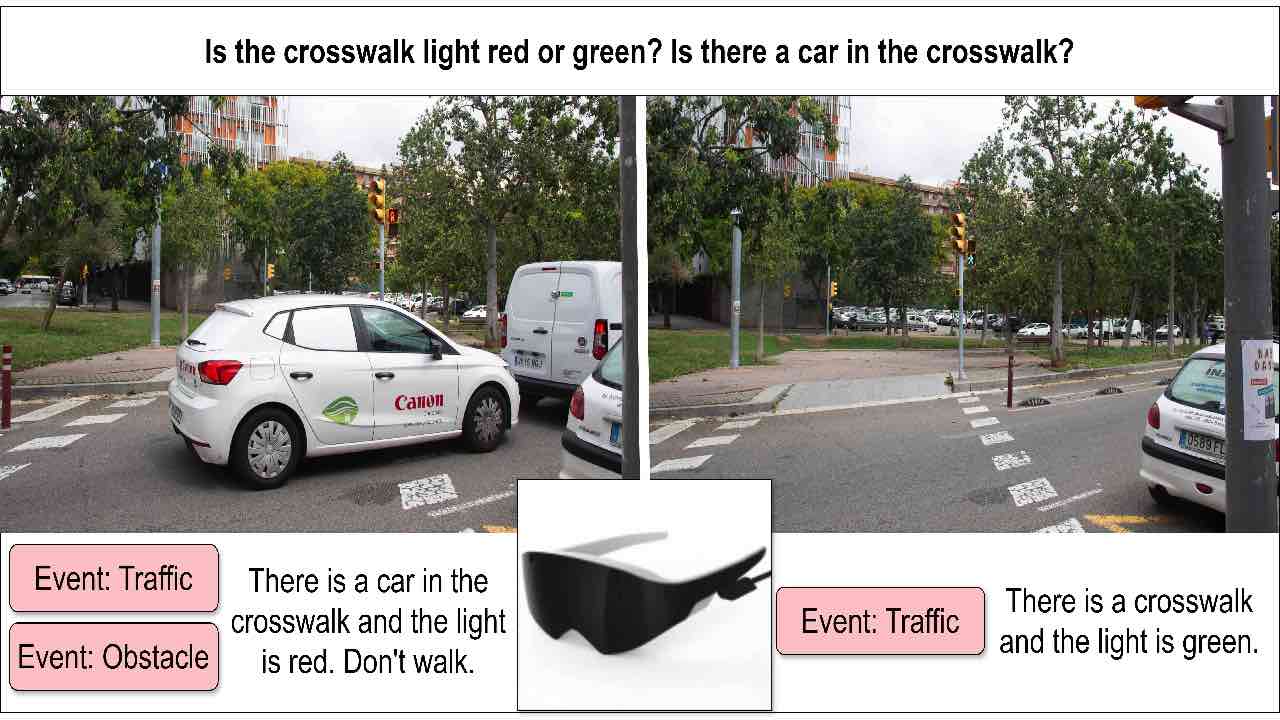 Is the crosswalk light red or green? Is there a car in the crosswalk?
Canon
Canon
0589
Event: Traffic
Event: Obstacle
There is a car in the
crosswalk and the light
is red. Don't walk.
Event: Traffic
There is a crosswalk
and the light is green.